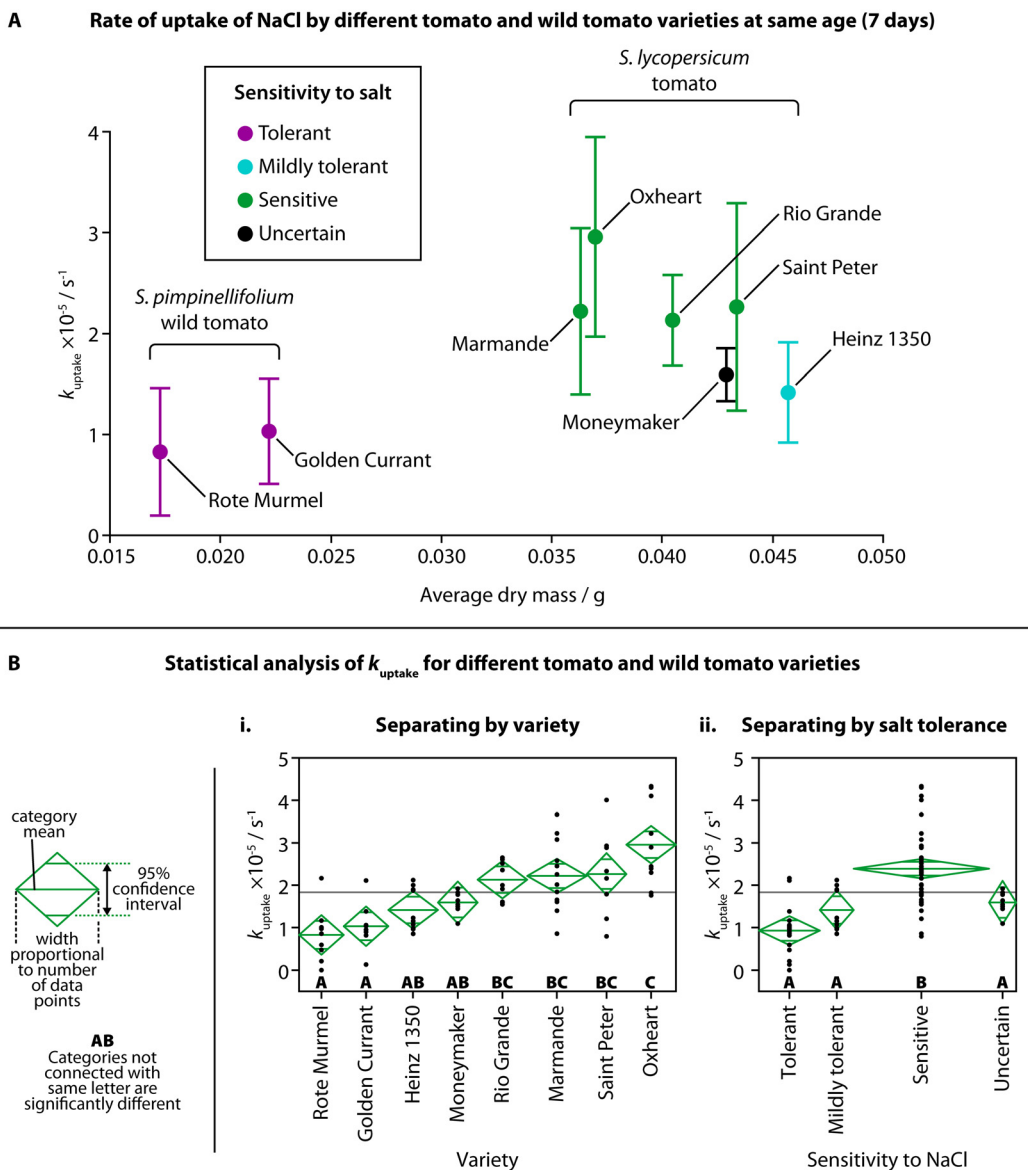 A
Rate of uptake of NaCl by different tomato and wild tomato varieties at same age (7 days)
S. lycopersicum
tomato
Sensitivity to salt
Tolerant
Mildly tolerant
Sensitive
Uncertain
4
3
2
1
0
k uptake ×10-5 / s-1
S. pimpinellifolium
wild tomato
Oxheart
Rio Grande
Saint Peter
Marmande
Heinz 1350
Moneymaker
Golden Currant
Rote Murmel
0.015
0.020
0.025
0.030
0.035
0.040
0.045
0.050
Average dry mass / g
B
Statistical analysis of kuptake for different tomato and wild tomato varieties
category
mean
95%
confidence
interval
width
proportional
to number
of data
points
AB
Categories not
connected with
same letter are
significantly different
i.
Separating by variety
5
4
3
2
1
0
kuptake ×10-5 / s-1
A
A
AB
AB
BC
BC
BC
C
Rote Murmel
Golden Currant
Heinz 1350
Moneymaker
Rio Grande
Marmande
Saint Peter
Oxheart
Variety
ii.
Separating by salt tolerance
5
4
3
2
1
0
kuptake ×10-5 / s-1
A
A
B
A
Tolerant
Mildly tolerant
Sensitive
Uncertain
Sensitivity to NaCl